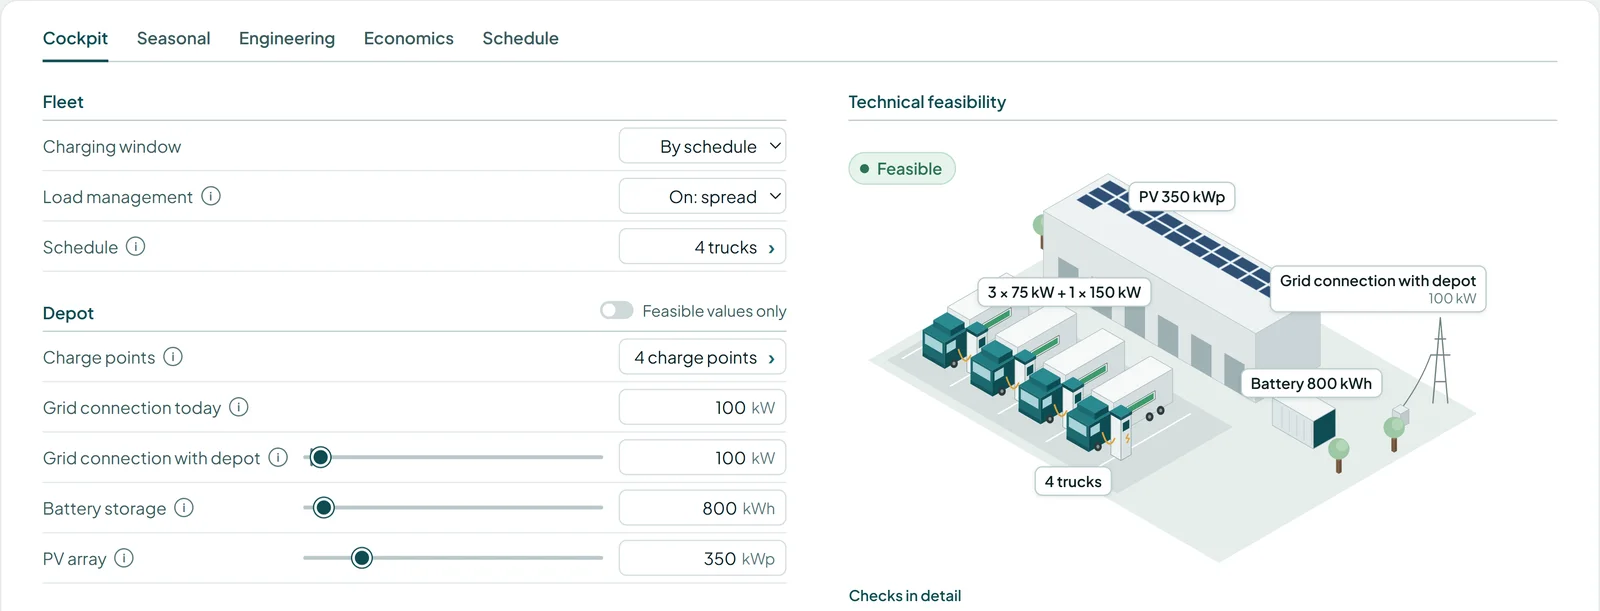 Cockpit Seasonal Engineering Economics Schedule
Fleet
Charging window By schedule
Load management On: spread
Schedule 4 trucks
Depot Feasible values only
Charge points 4 charge points
Grid connection today 100 kW
Grid connection with depot 100 kW
Battery storage 800 kWh
PV array 350 kWp
Technical feasibility
Feasible
PV 350 kWp
Grid connection with depot
100 kW
3 × 75 kW + 1 × 150 kW
Battery 800 kWh
4 trucks
Checks in detail